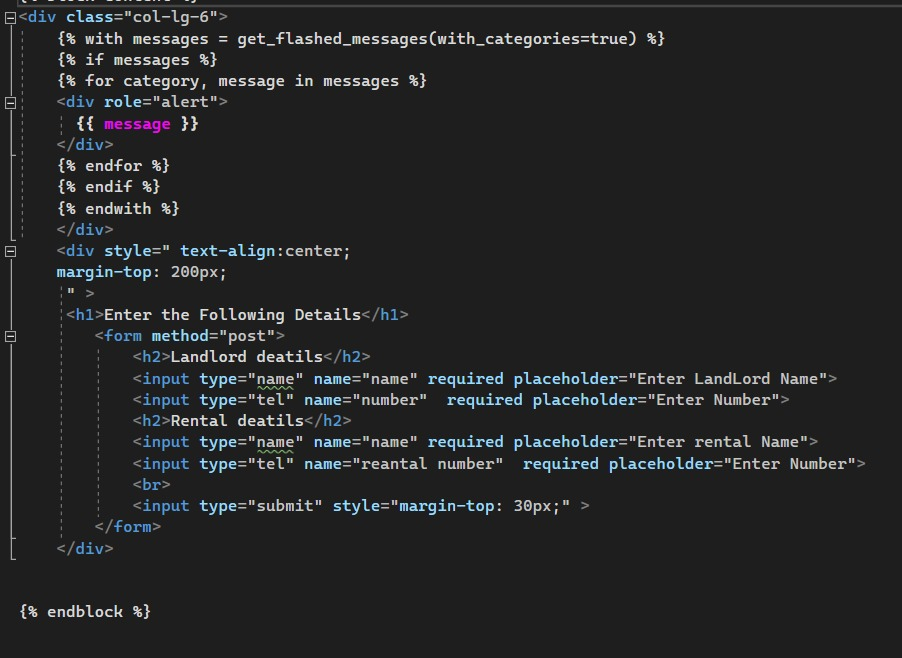 <div class="col-lg-6">
{% with messages = get_flashed_messages(with_categories=true) %}
{% if messages %}
{% for category, message in messages %}
<div role="alert">
{{ message }}
</div>
{% endfor %}
{% endif %}
{% endwith %}
</div>
<div style=" text-align:center;
margin-top: 200px;
" >
<h1>Enter the Following Details</h1>
<form method="post">
<h2>Landlord deatils</h2>
<input type="name" name="name" required placeholder="Enter LandLord Name">
<input type="tel" name="number"  required placeholder="Enter Number">
<h2>Rental deatils</h2>
<input type="name" name="name" required placeholder="Enter rental Name">
<input type="tel" name="reantal number"  required placeholder="Enter Number">
<br>
<input type="submit" style="margin-top: 30px;" >
</form>
</div>
{% endblock %}